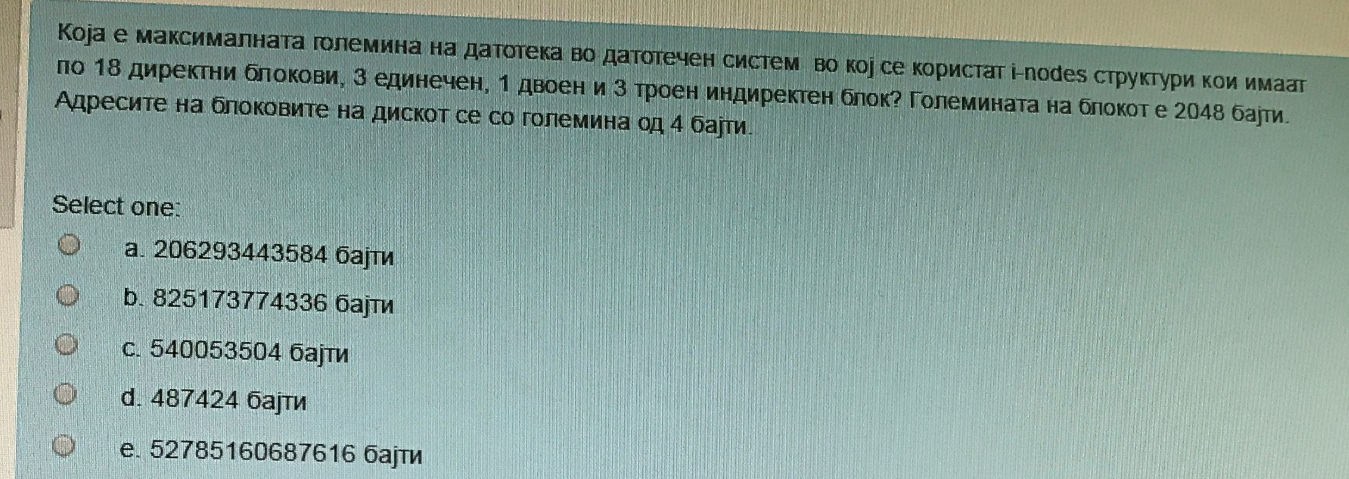 Која е максималната големина на датотека во датотечен систем во кој се користат i-nodes структури кои имаат
по 18 директни блокови, 3 единечен, 1 двоен и 3 троен индиректен блок? Големината на блокот е 2048 бајти.
Адресите на блоковите на дискот се со големина од 4 бајти.
Select one:
a. 206293443584 бајти
b. 825173774336 бајти
c. 540053504 бајти
d. 487424 бајти
e. 52785160687616 бајти